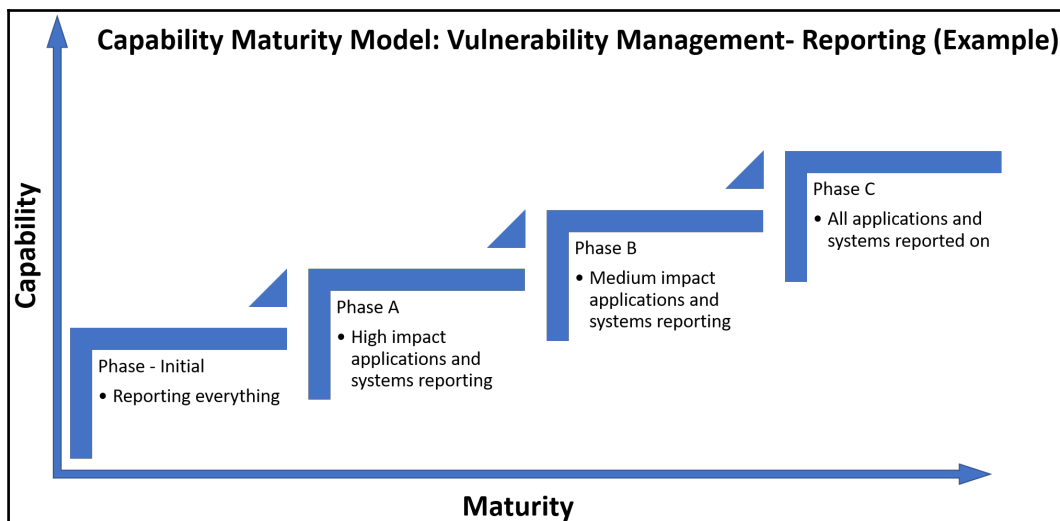 Capability Maturity Model: Vulnerability Management- Reporting (Example)
Capability
Phase - Initial
• Reporting everything
Phase A
• High impact
applications and
systems reporting
Phase B
• Medium impact
applications and
systems reporting
Phase C
• All applications and
systems reported on
Maturity